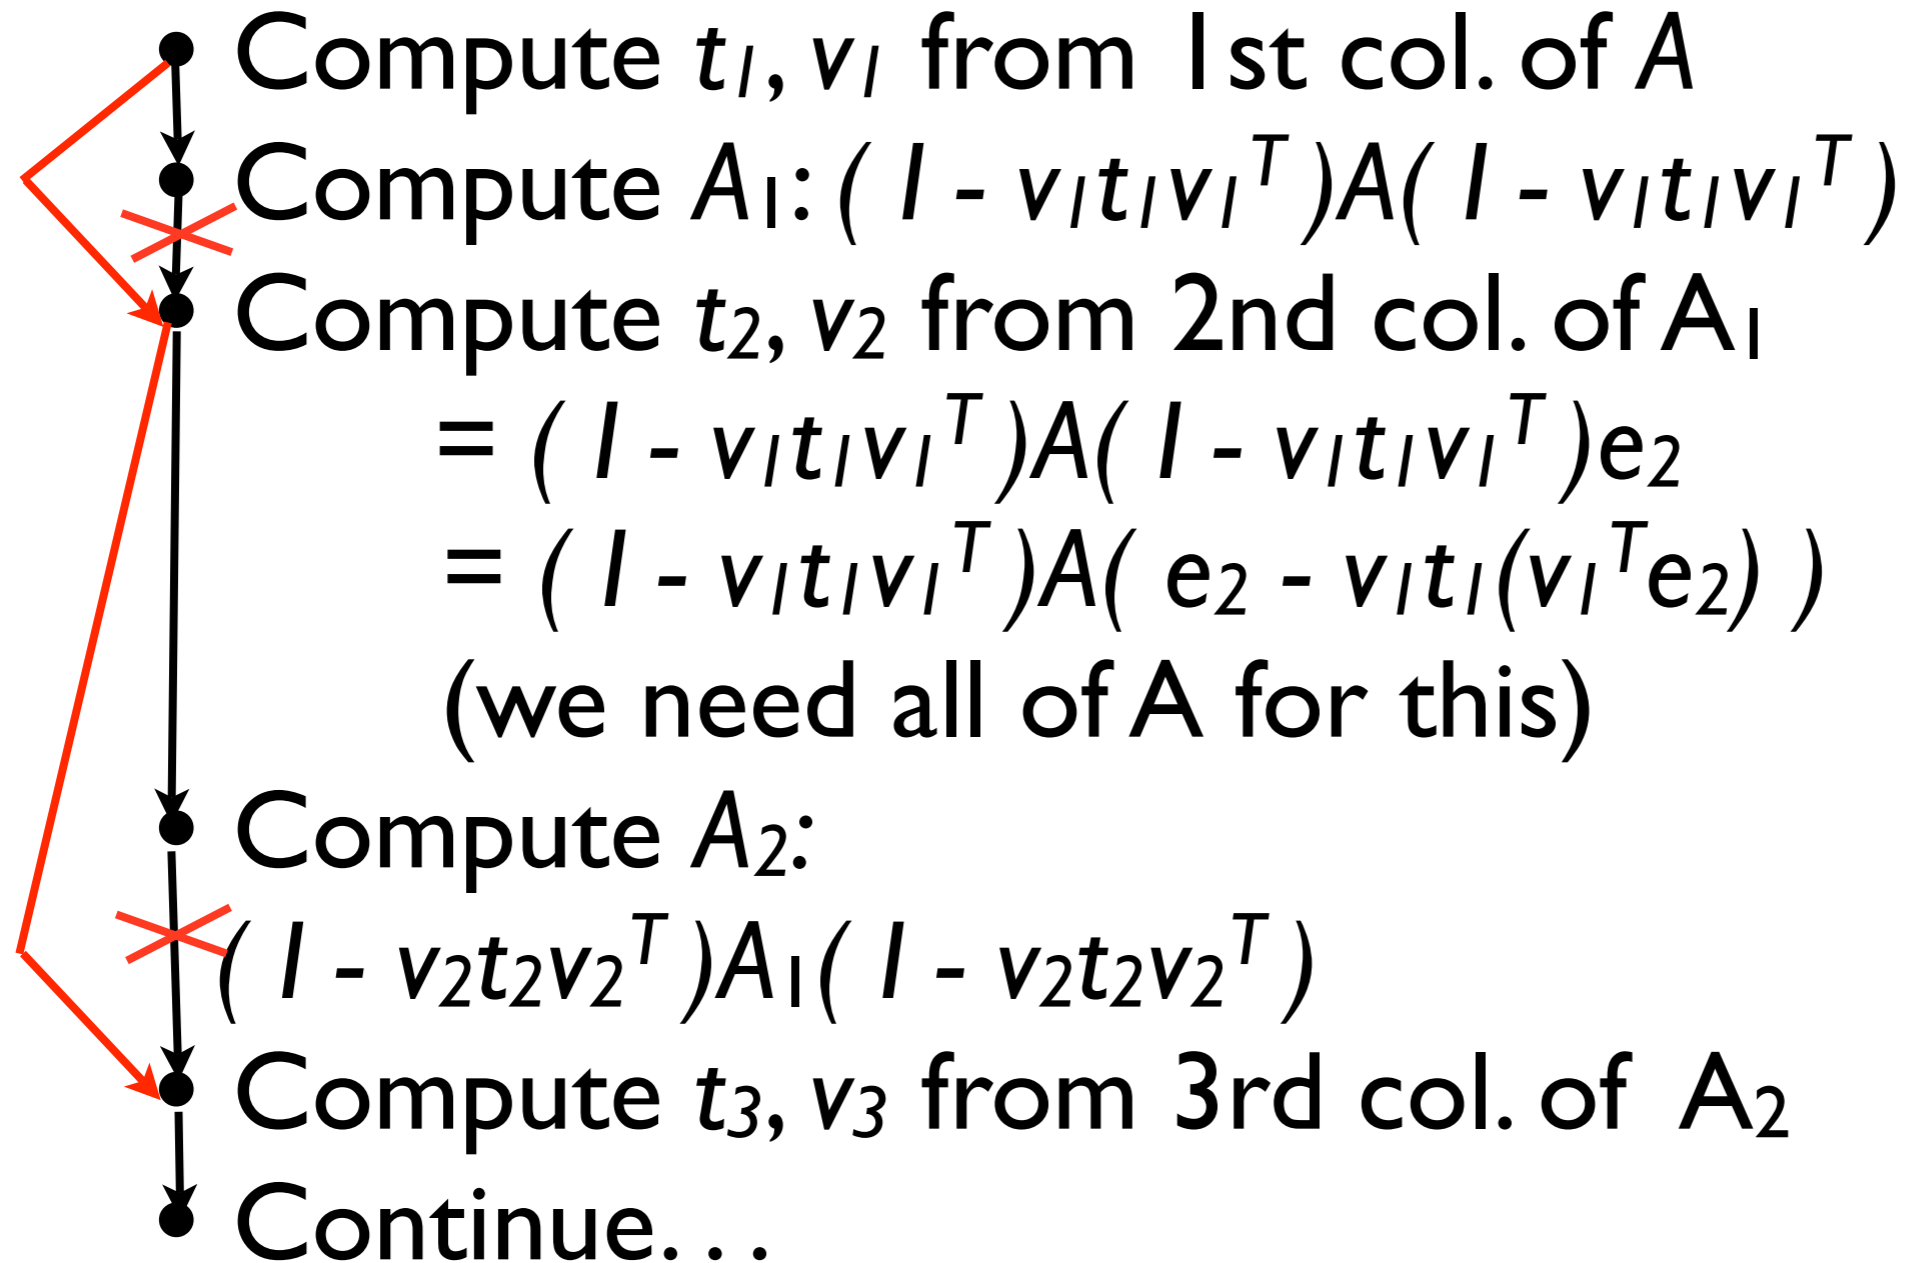 Compute t₁, v₁ from 1st col. of A
Compute A₁: ( I - v₁t₁v₁ᵀ )A( I - v₁t₁v₁ᵀ )
Compute t₂, v₂ from 2nd col. of A₁
= ( I - v₁t₁v₁ᵀ )A( I - v₁t₁v₁ᵀ )e₂
= ( I - v₁t₁v₁ᵀ )A( e₂ - v₁t₁(v₁ᵀe₂) )
(we need all of A for this)
Compute A₂:
( I - v₂t₂v₂ᵀ )A₁( I - v₂t₂v₂ᵀ )
Compute t₃, v₃ from 3rd col. of A₂
Continue. . .